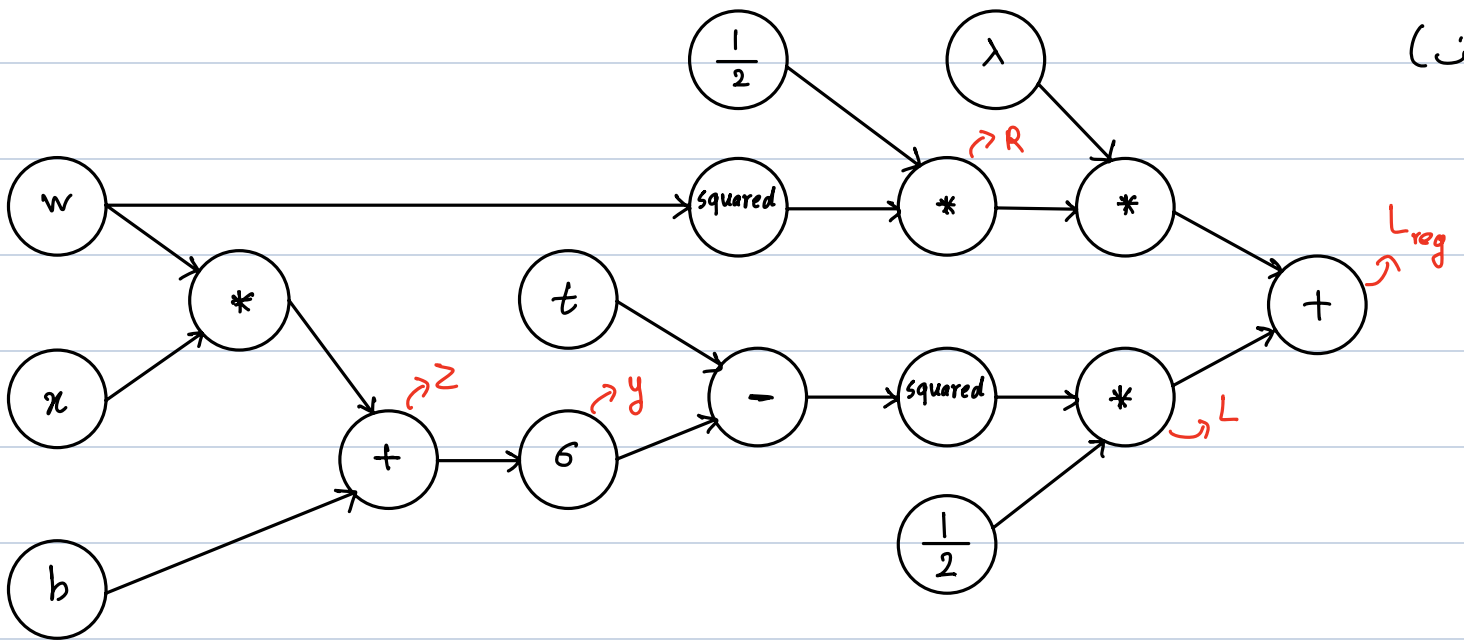 1/2
λ
(
R
w
squared
*
*
L_reg
*
t
+
x
Z
y
-
squared
*
L
+
σ
1/2
b